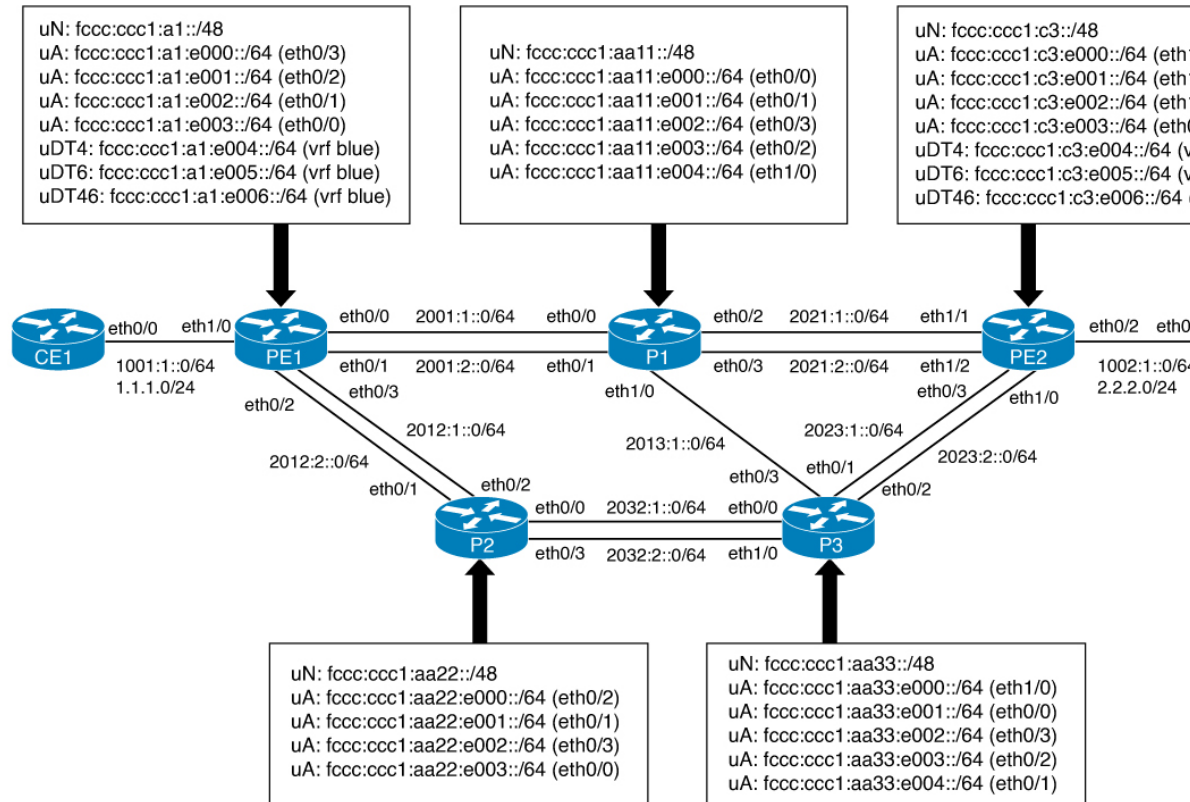 uN: fccc:ccc1:a1::/48
uA: fccc:ccc1:a1:e000::/64 (eth0/3)
uA: fccc:ccc1:a1:e001::/64 (eth0/2)
uA: fccc:ccc1:a1:e002::/64 (eth0/1)
uA: fccc:ccc1:a1:e003::/64 (eth0/0)
uDT4: fccc:ccc1:a1:e004::/64 (vrf blue)
uDT6: fccc:ccc1:a1:e005::/64 (vrf blue)
uDT46: fccc:ccc1:a1:e006::/64 (vrf blue)
uN: fccc:ccc1:aa11::/48
uA: fccc:ccc1:aa11:e000::/64 (eth0/0)
uA: fccc:ccc1:aa11:e001::/64 (eth0/1)
uA: fccc:ccc1:aa11:e002::/64 (eth0/3)
uA: fccc:ccc1:aa11:e003::/64 (eth0/2)
uA: fccc:ccc1:aa11:e004::/64 (eth1/0)
uN: fccc:ccc1:c3::/48
uA: fccc:ccc1:c3:e000::/64
uA: fccc:ccc1:c3:e001::/64
uA: fccc:ccc1:c3:e002::/64
uA: fccc:ccc1:c3:e003::/64
uDT4: fccc:ccc1:c3:e004::/64
uDT6: fccc:ccc1:c3:e005::/64
uDT46: fccc:ccc1:c3:e006::/64
CE1
eth0/0
eth1/0
1001:1::0/64
1.1.1.0/24
PE1
eth0/0
2001:1::0/64
eth0/0
eth0/1
2001:2::0/64
eth0/1
P1
eth0/2
2021:1::0/64
eth1/1
eth0/3
2021:2::0/64
eth1/2
PE2
eth0/2
1002:1::0/64
2.2.2.0/24
eth0/3
eth0/2
2012:1::0/64
2012:2::0/64
eth0/1
eth0/2
eth1/0
2013:1::0/64
eth0/3
eth0/3
eth1/0
2023:1::0/64
2023:2::0/64
eth0/1
eth0/2
P2
eth0/0
2032:1::0/64
eth0/0
eth0/3
2032:2::0/64
eth1/0
P3
uN: fccc:ccc1:aa22::/48
uA: fccc:ccc1:aa22:e000::/64 (eth0/2)
uA: fccc:ccc1:aa22:e001::/64 (eth0/1)
uA: fccc:ccc1:aa22:e002::/64 (eth0/3)
uA: fccc:ccc1:aa22:e003::/64 (eth0/0)
uN: fccc:ccc1:aa33::/48
uA: fccc:ccc1:aa33:e000::/64 (eth1/0)
uA: fccc:ccc1:aa33:e001::/64 (eth0/0)
uA: fccc:ccc1:aa33:e002::/64 (eth0/3)
uA: fccc:ccc1:aa33:e003::/64 (eth0/2)
uA: fccc:ccc1:aa33:e004::/64 (eth0/1)